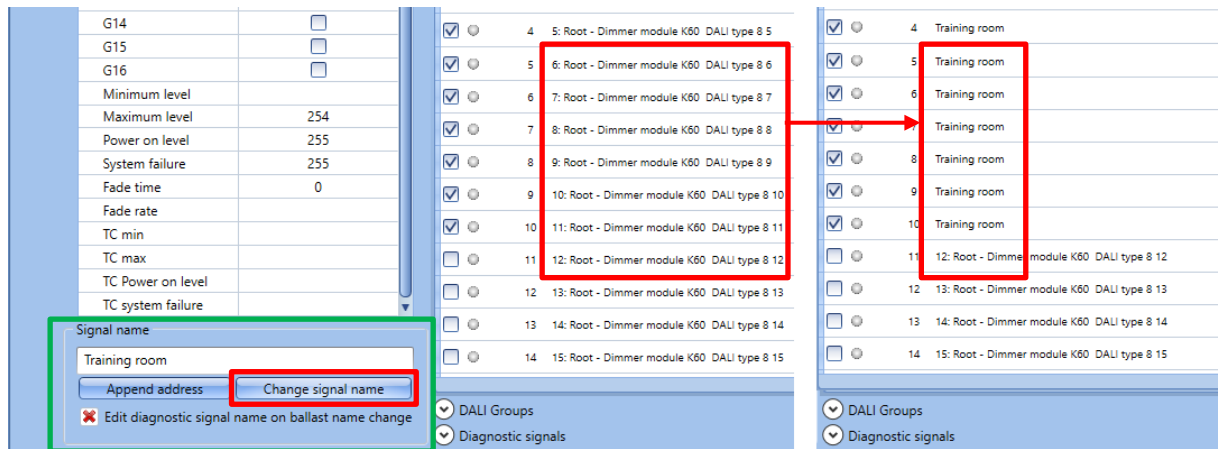 G14
G15
G16
Minimum level
Maximum level 254
Power on level 255
System failure 255
Fade time 0
Fade rate
TC min
TC max
TC Power on level
TC system failure
Signal name
Training room
Append address Change signal name
Edit diagnostic signal name on ballast name change
4 5: Root - Dimmer module K60 DALI type 8 5
5 6: Root - Dimmer module K60 DALI type 8 6
6 7: Root - Dimmer module K60 DALI type 8 7
7 8: Root - Dimmer module K60 DALI type 8 8
8 9: Root - Dimmer module K60 DALI type 8 9
9 10: Root - Dimmer module K60 DALI type 8 10
10 11: Root - Dimmer module K60 DALI type 8 11
11 12: Root - Dimmer module K60 DALI type 8 12
12 13: Root - Dimmer module K60 DALI type 8 13
13 14: Root - Dimmer module K60 DALI type 8 14
14 15: Root - Dimmer module K60 DALI type 8 15
DALI Groups
Diagnostic signals
4 Training room
5 Training room
6 Training room
Training room
8 Training room
9 Training room
10 Training room
11 12: Root - Dimmer module K60 DALI type 8 12
12 13: Root - Dimmer module K60 DALI type 8 13
13 14: Root - Dimmer module K60 DALI type 8 14
14 15: Root - Dimmer module K60 DALI type 8 15
DALI Groups
Diagnostic signals